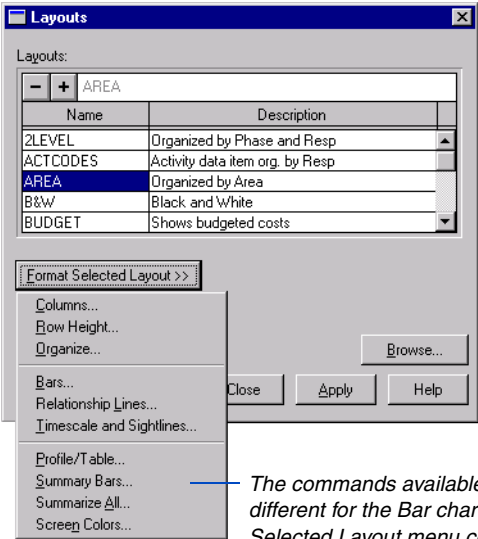 Layouts
Layouts:
AREA
Name Description
2LEVEL Organized by Phase and Resp
ACTCODES Activity data item org. by Resp
AREA Organized by Area
B&W Black and White
BUDGET Shows budgeted costs
Format Selected Layout >>
Columns...
Row Height...
Organize...
Browse...
Bars...
Close Apply Help
Relationship Lines...
Timescale and Sightlines...
Profile/Table...
Summary Bars...
Summarize All...
Screen Colors...
The commands available
different for the Bar char
Selected Layout menu c